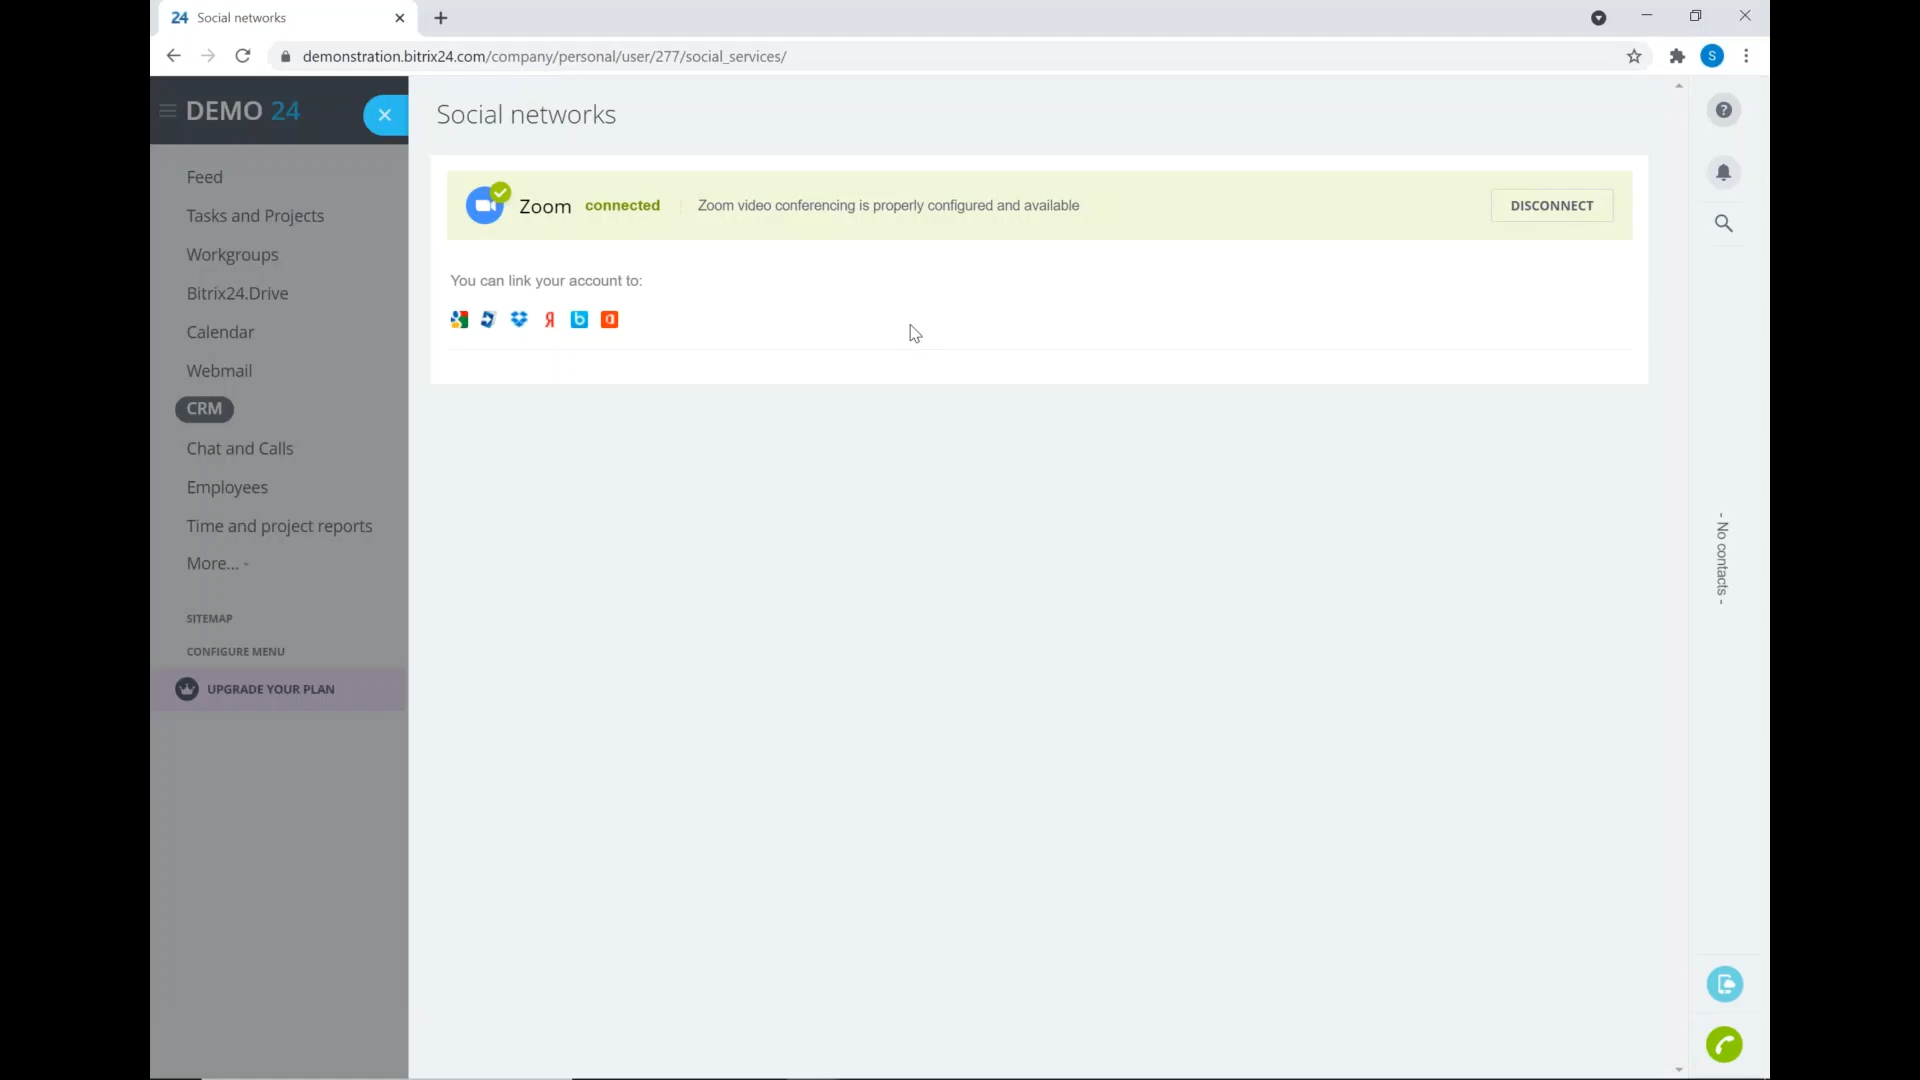 24 Social networks
demonstration.bitrix24.com/company/personal/user/277/social_services/
S
DEMO 24
Social networks
Feed
Tasks and Projects
Workgroups
Bitrix24.Drive
Calendar
Webmail
CRM
Chat and Calls
Employees
Time and project reports
More...
SITEMAP
CONFIGURE MENU
UPGRADE YOUR PLAN
Zoom connected Zoom video conferencing is properly configured and available DISCONNECT
You can link your account to:
Я b
?
- No contacts -